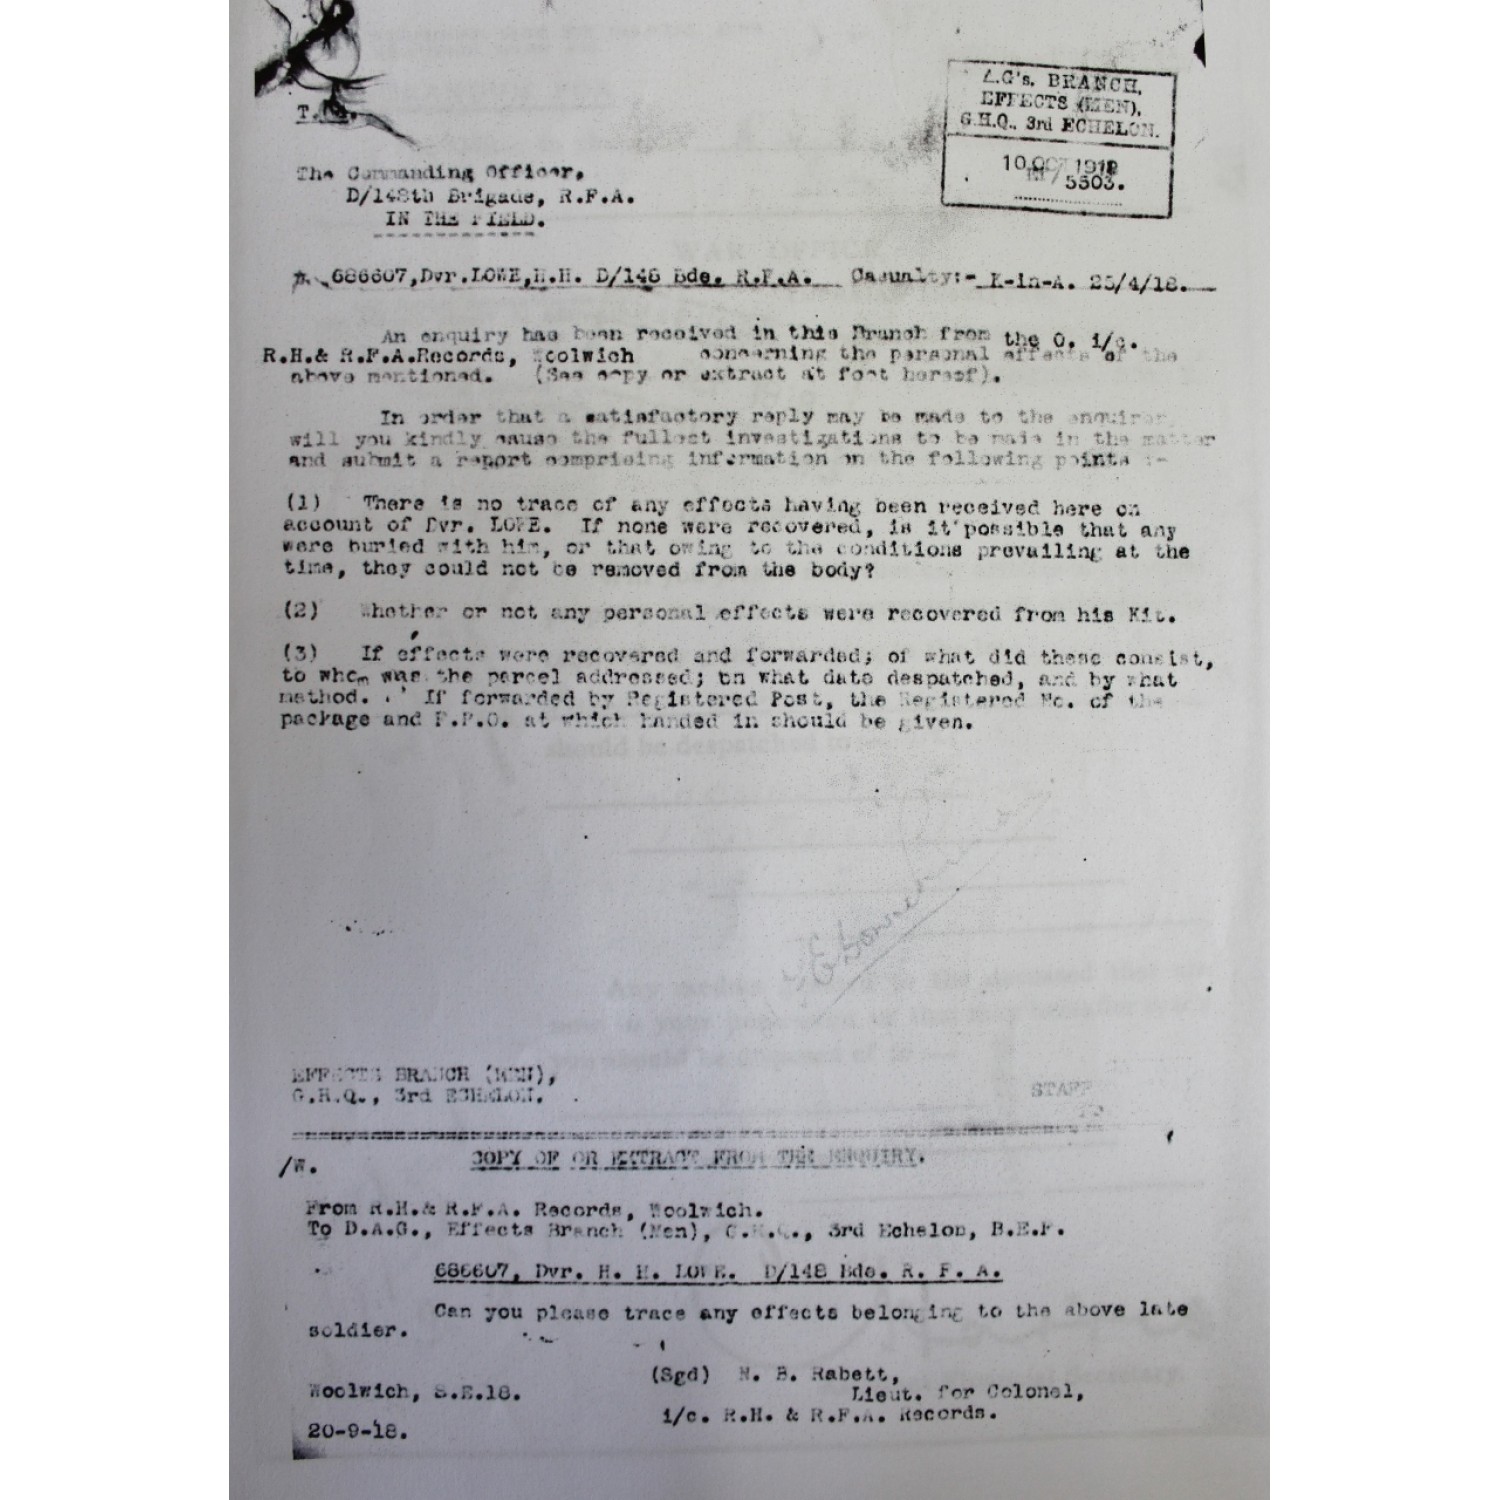 A.G's. BRANCH,
EFFECTS (MEN),
G.H.Q., 3rd ECHELON.
10 OCT 1918
5503.
The Commanding Officer,
D/148th Brigade, R.F.A.
IN THE FIELD.
686607, Dvr. LOWE, H.H. D/148 Bde. R.F.A. Casualty:- K-in-A. 25/4/18.
An enquiry has been received in this Branch from the O. i/c.
R.H.& R.F.A.Records, Woolwich concerning the personal effects of the
above mentioned. (See copy or extract at foot hereof).
In order that a satisfactory reply may be made to the enquirer,
will you kindly cause the fullest investigations to be made in the matter
and submit a report comprising information on the following points :-
(1) There is no trace of any effects having been received here on
account of Dvr. LOWE. If none were recovered, is it possible that any
were buried with him, or that owing to the conditions prevailing at the
time, they could not be removed from the body?
(2) Whether or not any personal effects were recovered from his Kit.
(3) If effects were recovered and forwarded; of what did these consist,
to whom was the parcel addressed; on what date despatched, and by what
method. If forwarded by Registered Post, the Registered No. of the
package and F.P.O. at which handed in should be given.
EFFECTS BRANCH (MEN),
G.H.Q., 3rd ECHELON.
STAFF
/W.
COPY OF OR EXTRACT FROM THE ENQUIRY.
From R.H.& R.F.A. Records, Woolwich.
To D.A.G., Effects Branch (Men), G.H.Q., 3rd Echelon, B.E.F.
686607, Dvr. H. H. LOWE. D/148 Bde. R. F. A.
Can you please trace any effects belonging to the above late
soldier.
(Sgd) N. B. Rabett,
Woolwich, S.E.18.
Lieut. for Colonel,
i/c. R.H. & R.F.A. Records.
20-9-18.